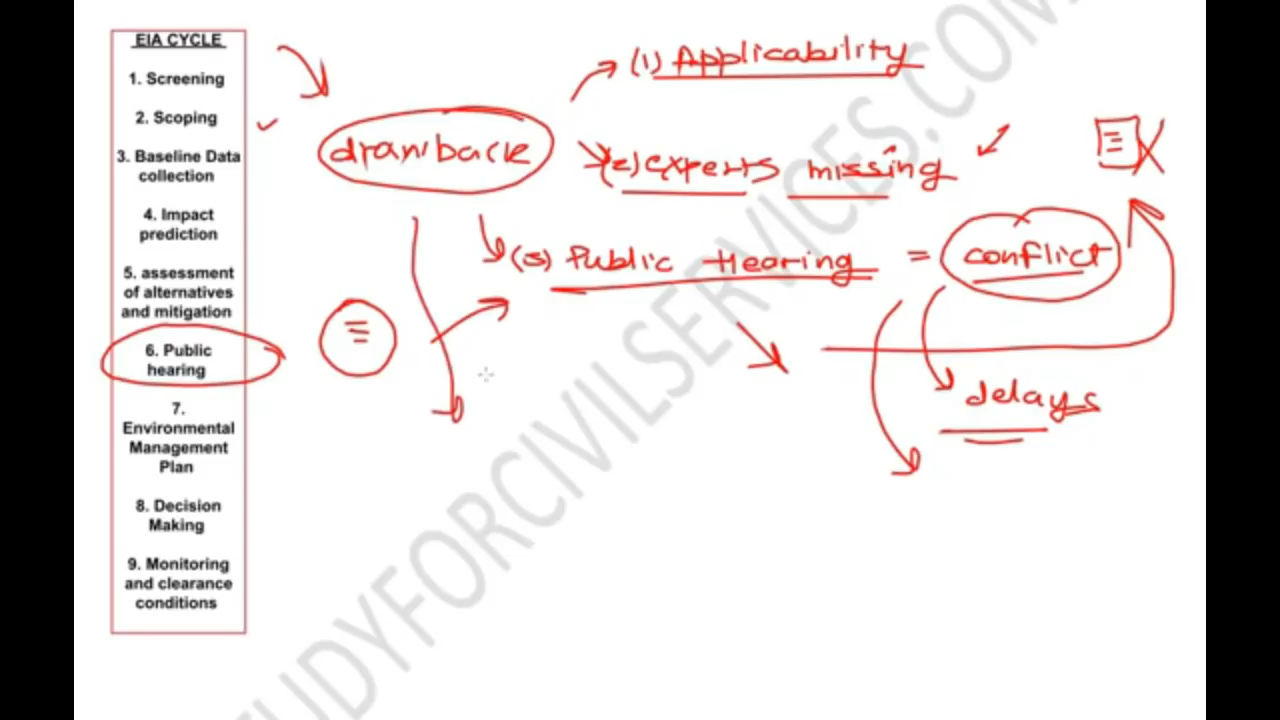 EIA CYCLE
1. Screening
2. Scoping
3. Baseline Data
collection
4. Impact
prediction
5. assessment
of alternatives
and mitigation
6. Public
hearing
7.
Environmental
Management
Plan
8. Decision
Making
9. Monitoring
and clearance
conditions
drawback
(1) Applicability
(2) experts missing
(3) Public Hearing = conflict
delays
STUDYFORCIVILSERVICES.COM